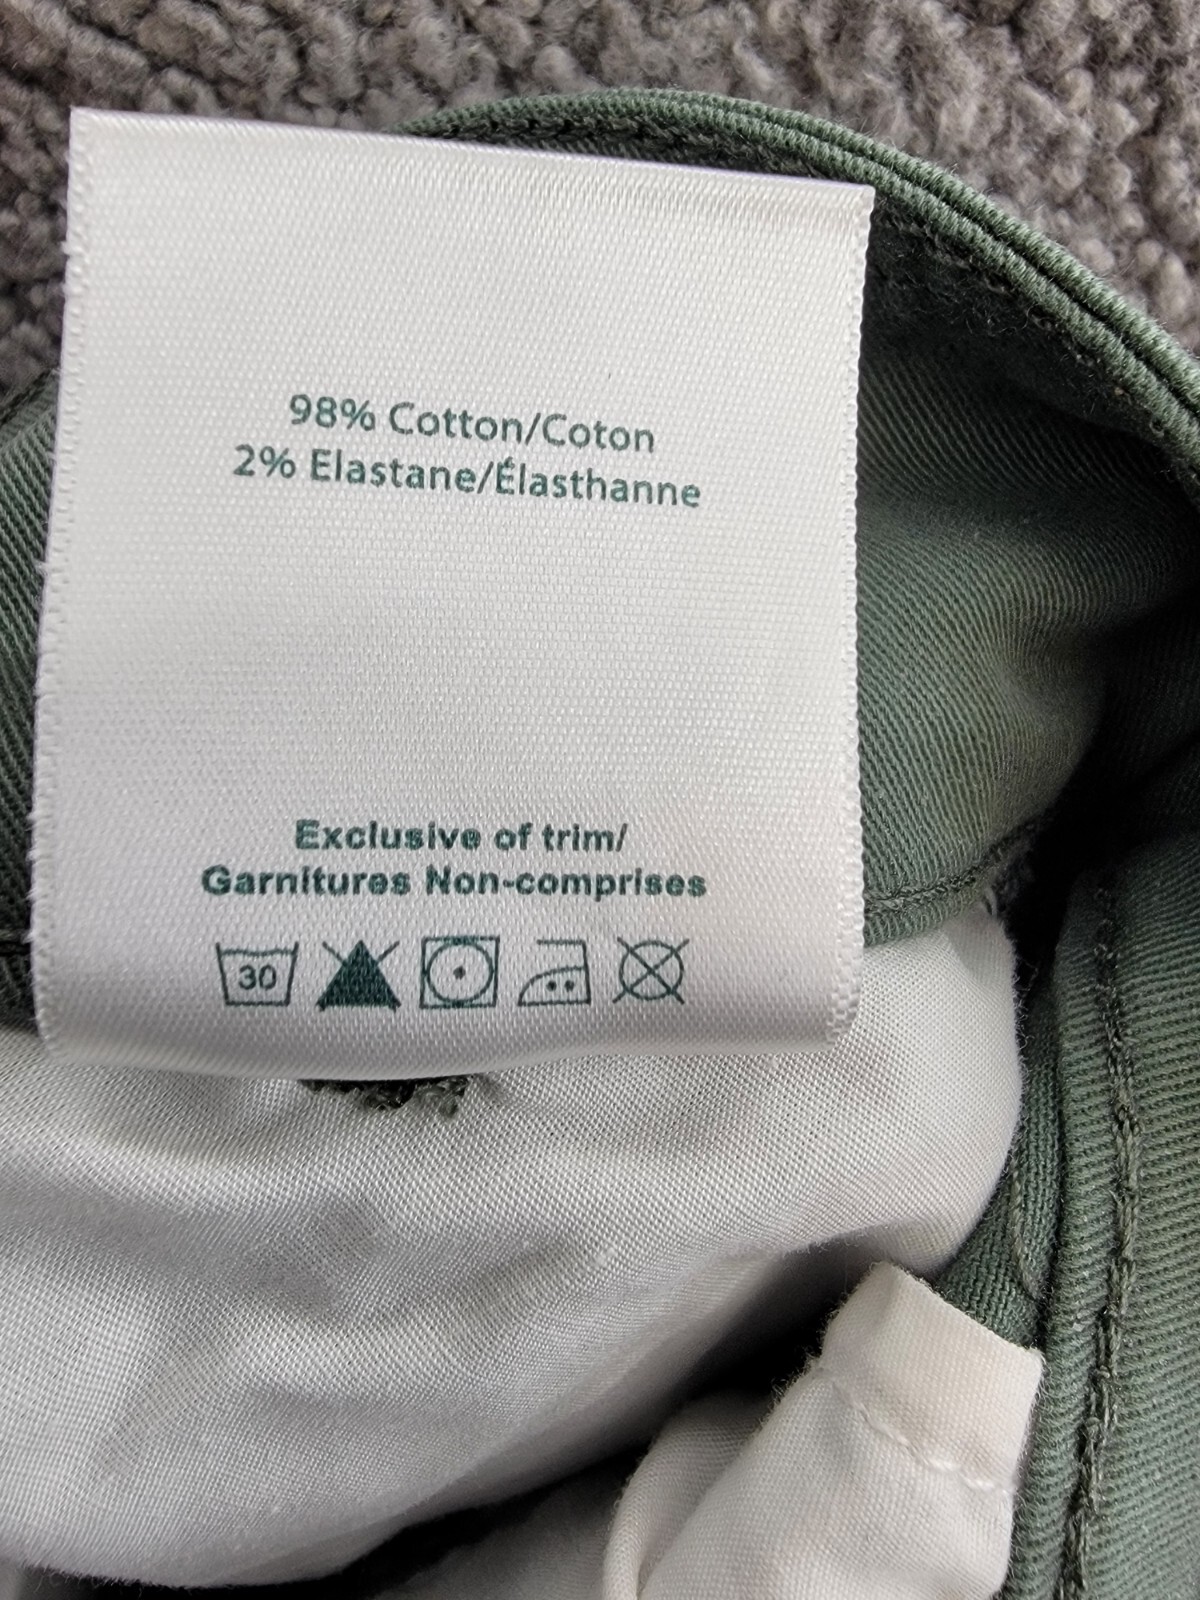 98% Cotton/Coton
2% Elastane/Élasthanne
Exclusive of trim/
Garnitures Non-comprises
30